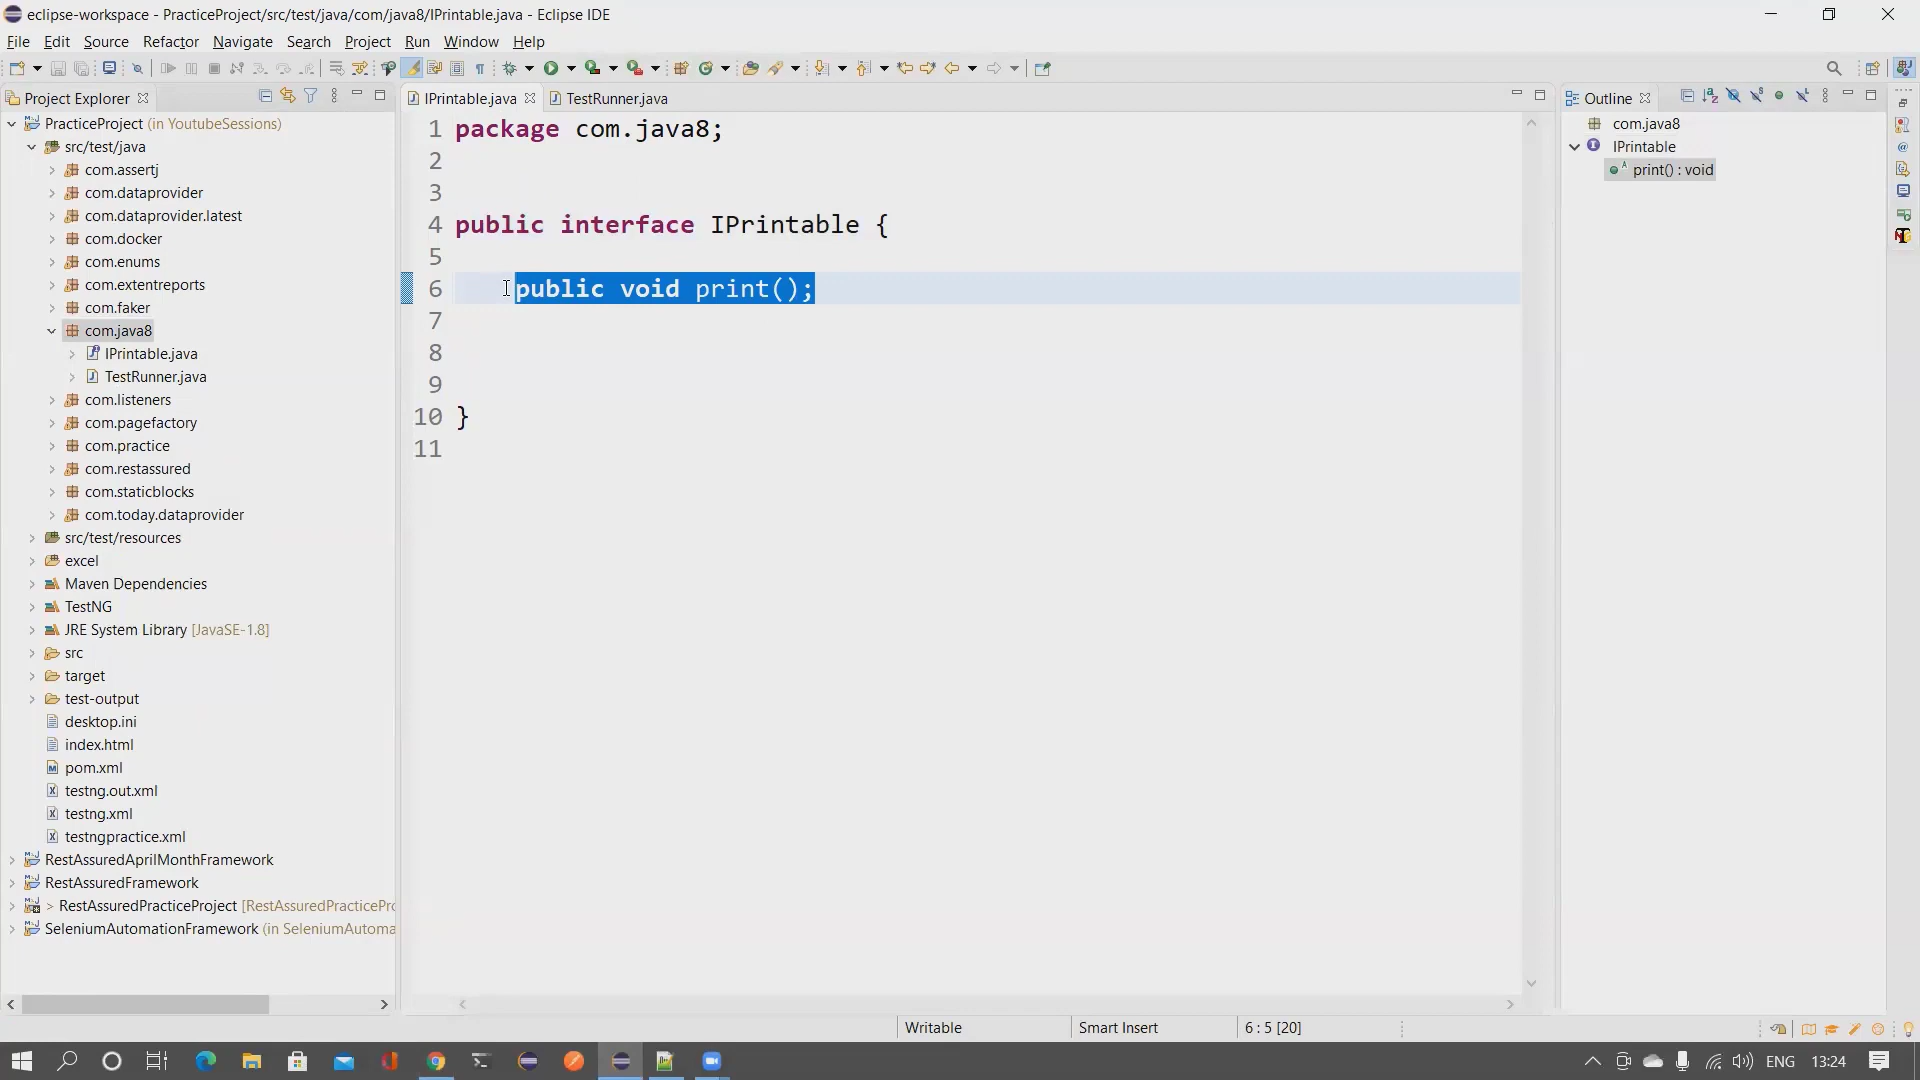 eclipse-workspace - PracticeProject/src/test/java/com/java8/IPrintable.java - Eclipse IDE
File Edit Source Refactor Navigate Search Project Run Window Help
Project Explorer
IPrintable.java
TestRunner.java
Outline
PracticeProject (in YoutubeSessions)
src/test/java
com.assertj
com.dataprovider
com.dataprovider.latest
com.docker
com.enums
com.extentreports
com.faker
com.java8
IPrintable.java
TestRunner.java
com.listeners
com.pagefactory
com.practice
com.restassured
com.staticblocks
com.today.dataprovider
src/test/resources
excel
Maven Dependencies
TestNG
JRE System Library [JavaSE-1.8]
src
target
test-output
desktop.ini
index.html
pom.xml
testng.out.xml
testng.xml
testngpractice.xml
RestAssuredAprilMonthFramework
RestAssuredFramework
> RestAssuredPracticeProject [RestAssuredPracticePr
SeleniumAutomationFramework (in SeleniumAutoma
1 package com.java8;
2
3
4 public interface IPrintable {
5
6 public void print();
7
8
9
10 }
11
com.java8
IPrintable
print() : void
Writable
Smart Insert
6 : 5 [20]
ENG
13:24